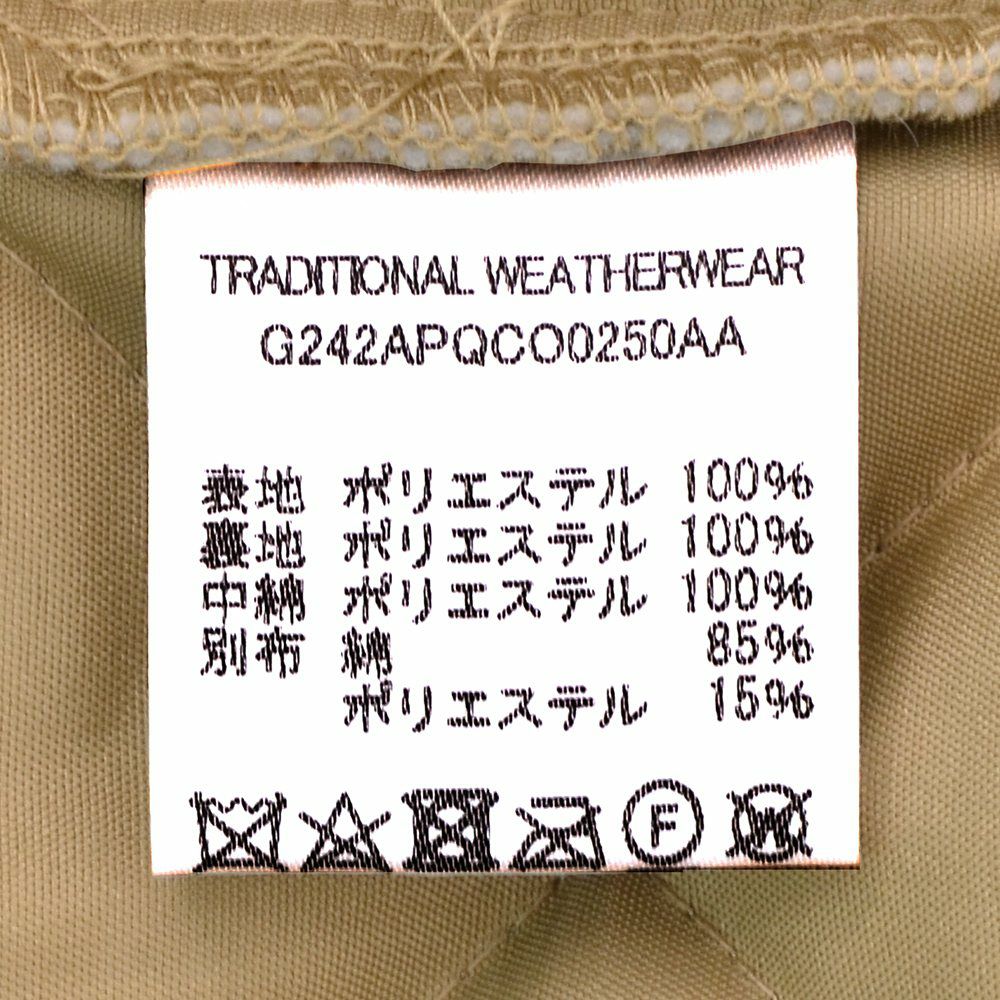 TRADITIONAL WEATHERWEAR
G242APQCO0250AA
表地 ポリエステル 100%
裏地 ポリエステル 100%
中綿 ポリエステル 100%
別布 綿 85%
ポリエステル 15%
F W